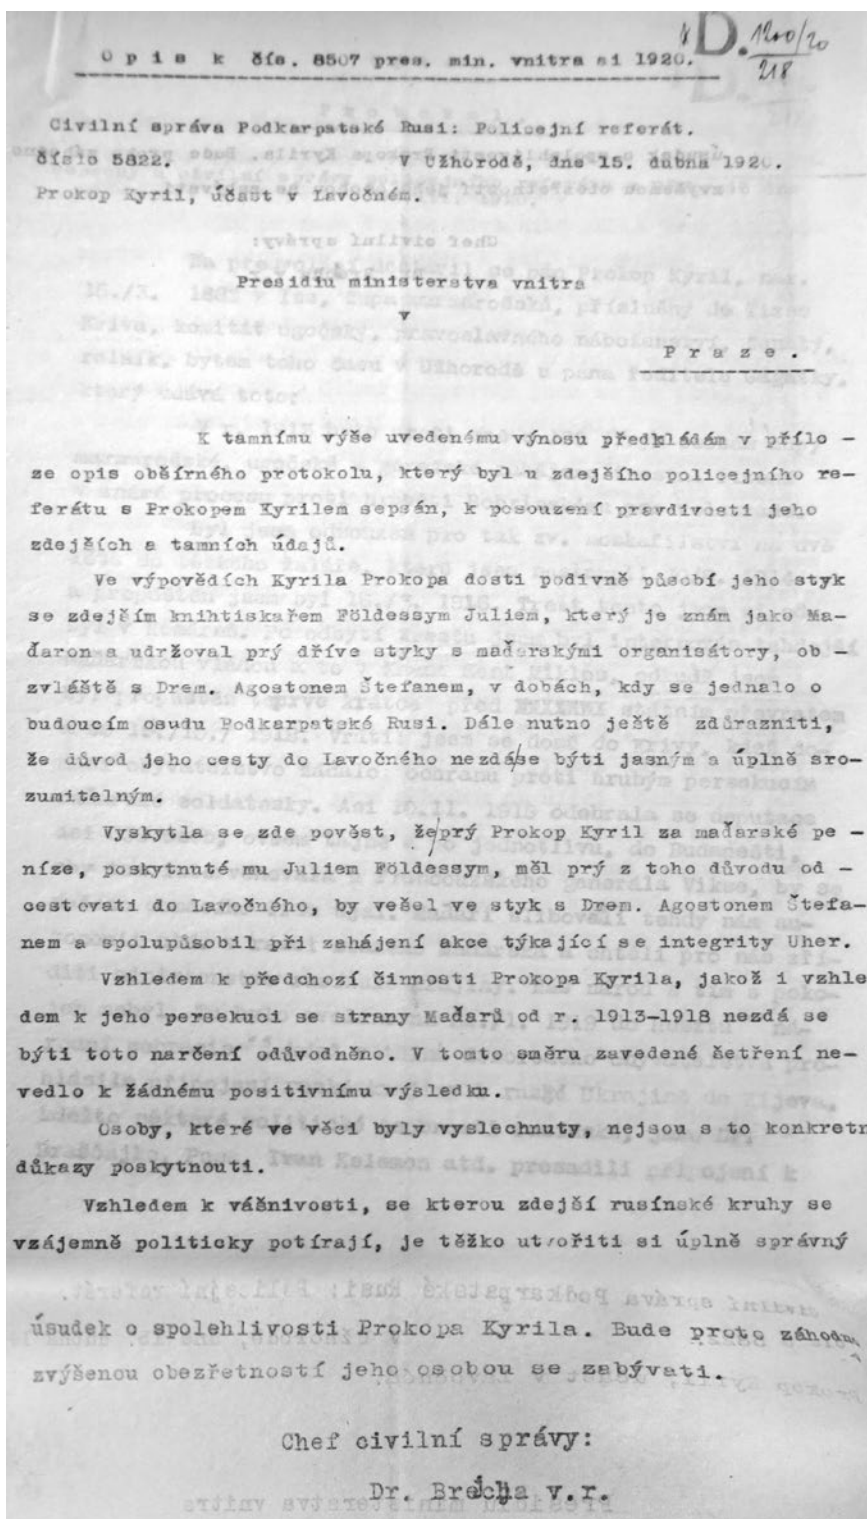 D. 1200/20
218
Opis k čís. 8507 pres. min. vnitra si 1920.
Civilní správa Podkarpatské Rusi: Policejní referát.
číslo 5822. V Užhorodě, dne 15. dubna 1920.
Prokop Kyril, účast v Lavočném.
Presidiu ministerstva vnitra
v
Praze.
K tamnímu výše uvedenému výnosu předkládám v přílo -
ze opis obšírného protokolu, který byl u zdejšího policejního re-
ferátu s Prokopem Kyrilem sepsán, k posouzení pravdivosti jeho
zdejších a tamních údajů.
Ve výpovědích Kyrila Prokopa dosti podivně působí jeho styk
se zdejším knihtiskařem Földessym Juliem, který je znám jako Ma-
ďaron a udržoval prý dříve styky s maďarskými organisátory, ob -
zvláště s Drem. Agostonem Štefanem, v dobách, kdy se jednalo o
budoucím osudu Podkarpatské Rusi. Dále nutno ještě zdůrazniti,
že důvod jeho cesty do Lavočného nezdá/se býti jasným a úplně sro-
zumitelným.
Vyskytla se zde pověst, že/prý Prokop Kyril za maďarské pe -
níze, poskytnuté mu Juliem Földessym, měl prý z toho důvodu od -
cestovati do Lavočného, by vešel ve styk s Drem. Agostonem Štefa-
nem a spolupůsobil při zahájení akce týkající se integrity Uher.
Vzhledem k předchozí činnosti Prokopa Kyrila, jakož i vzhle
dem k jeho persekuci se strany Maďarů od r. 1913-1918 nezdá se
býti toto narčení odůvodněno. V tomto směru zavedené šetření ne-
vedlo k žádnému positivnímu výsledku.
Osoby, které ve věci byly vyslechnuty, nejsou s to konkretn
důkazy poskytnouti.
Vzhledem k vášnivosti, se kterou zdejší rusínské kruhy se
vzájemně politicky potírají, je těžko utvořiti si úplně správný
úsudek o spolehlivosti Prokopa Kyrila. Bude proto záhodno
zvýšenou obezřetností jeho osobou se zabývati.
Chef civilní správy:
Dr. Brejcha v.r.